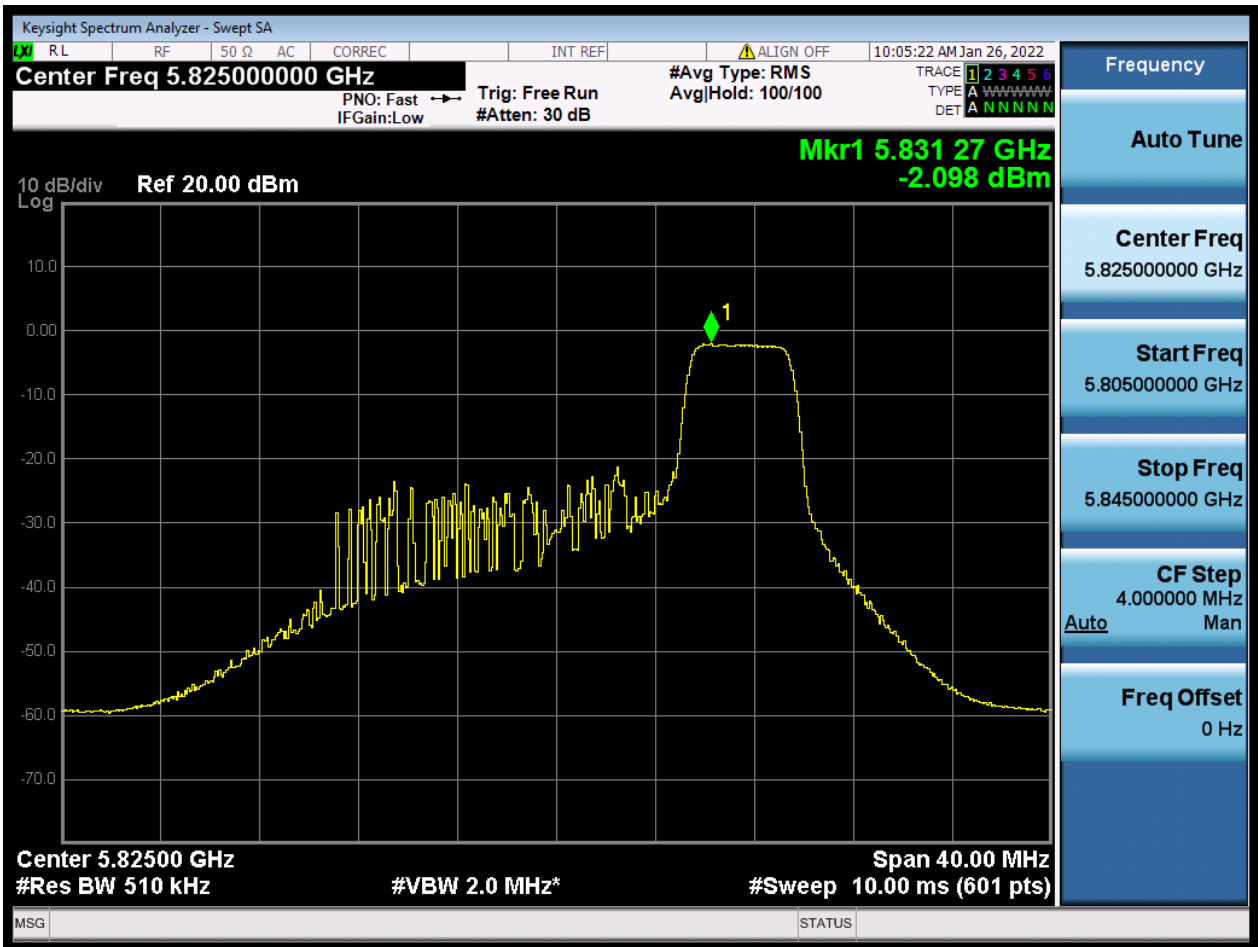 Keysight Spectrum Analyzer - Swept SA
LXI RL RF 50 Ω AC CORREC INT REF ALIGN OFF 10:05:22 AM Jan 26, 2022
Center Freq 5.825000000 GHz
PNO: Fast
IFGain:Low
Trig: Free Run
#Atten: 30 dB
#Avg Type: RMS
Avg|Hold: 100/100
TRACE 1 2 3 4 5 6
TYPE A WWWWW
DET A N N N N N
Mkr1 5.831 27 GHz
-2.098 dBm
10 dB/div Ref 20.00 dBm
Log
1
10.0
0.00
-10.0
-20.0
-30.0
-40.0
-50.0
-60.0
-70.0
Center 5.82500 GHz Span 40.00 MHz
#Res BW 510 kHz #VBW 2.0 MHz* #Sweep 10.00 ms (601 pts)
MSG STATUS
Frequency
Auto Tune
Center Freq
5.825000000 GHz
Start Freq
5.805000000 GHz
Stop Freq
5.845000000 GHz
CF Step
4.000000 MHz
Auto Man
Freq Offset
0 Hz